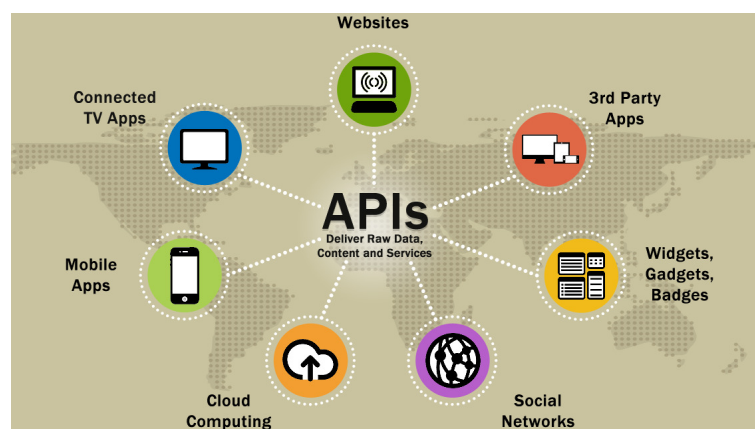 Websites
Connected
TV Apps
3rd Party
Apps
APIs
Deliver Raw Data,
Content and Services
Mobile
Apps
Widgets,
Gadgets,
Badges
Cloud
Computing
Social
Networks